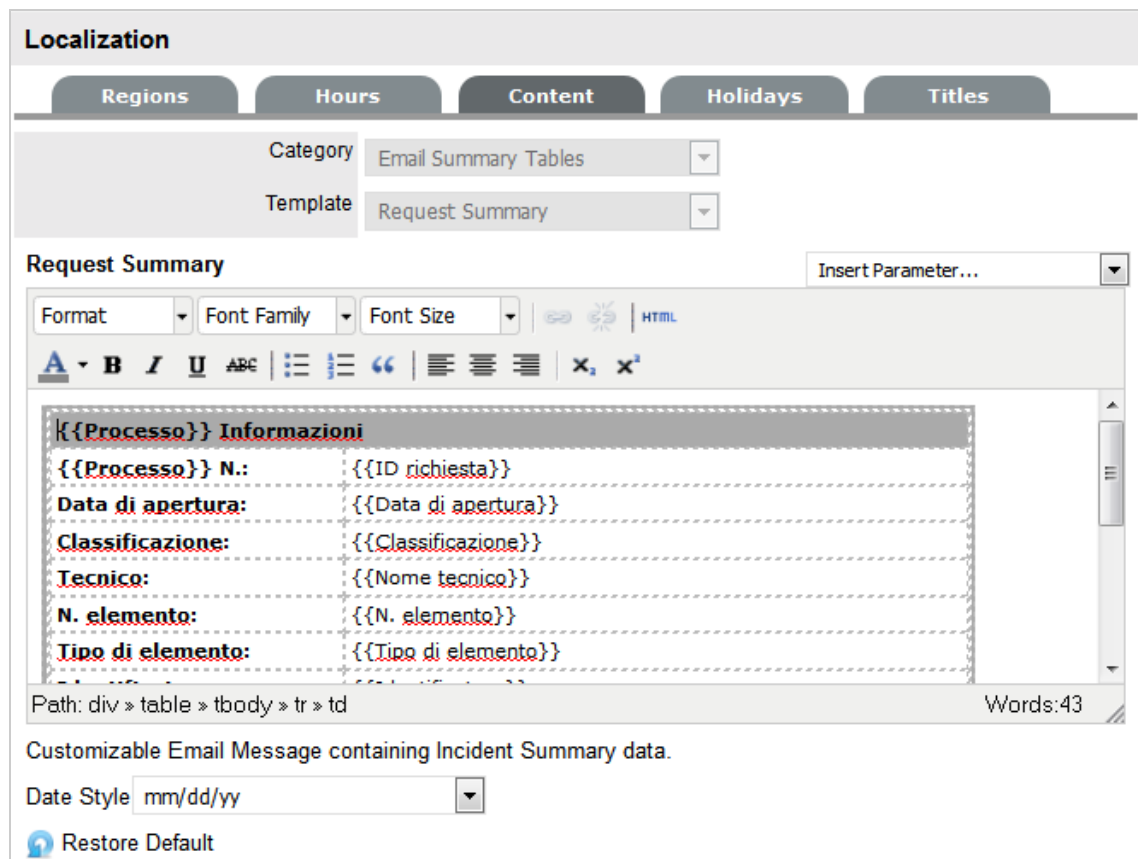 Localization
Regions Hours Content Holidays Titles
Category Email Summary Tables
Template Request Summary
Request Summary Insert Parameter...
Format Font Family Font Size HTML
A B I U ABC x₂ x²
{{Processo}} Informazioni
{{Processo}} N.: {{ID richiesta}}
Data di apertura: {{Data di apertura}}
Classificazione: {{Classificazione}}
Tecnico: {{Nome tecnico}}
N. elemento: {{N. elemento}}
Tipo di elemento: {{Tipo di elemento}}
Path: div » table » tbody » tr » td Words:43
Customizable Email Message containing Incident Summary data.
Date Style mm/dd/yy
Restore Default